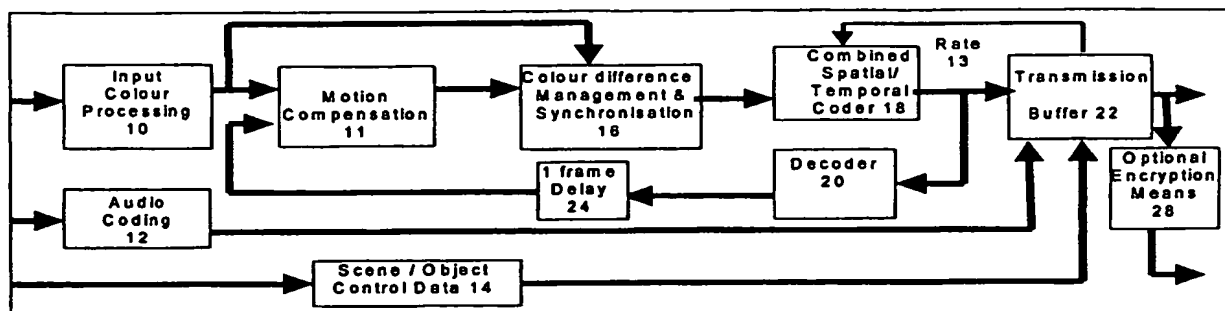 Input
Colour
Processing
10
Motion
Compensation
11
Colour difference
Management &
Synchronisation
16
Combined
Spatial/
Temporal
Coder 18
Rate
13
Transmission
Buffer 22
Optional
Encryption
Means
28
Decoder
20
1 frame
Delay
24
Audio
Coding
12
Scene / Object
Control Data 14